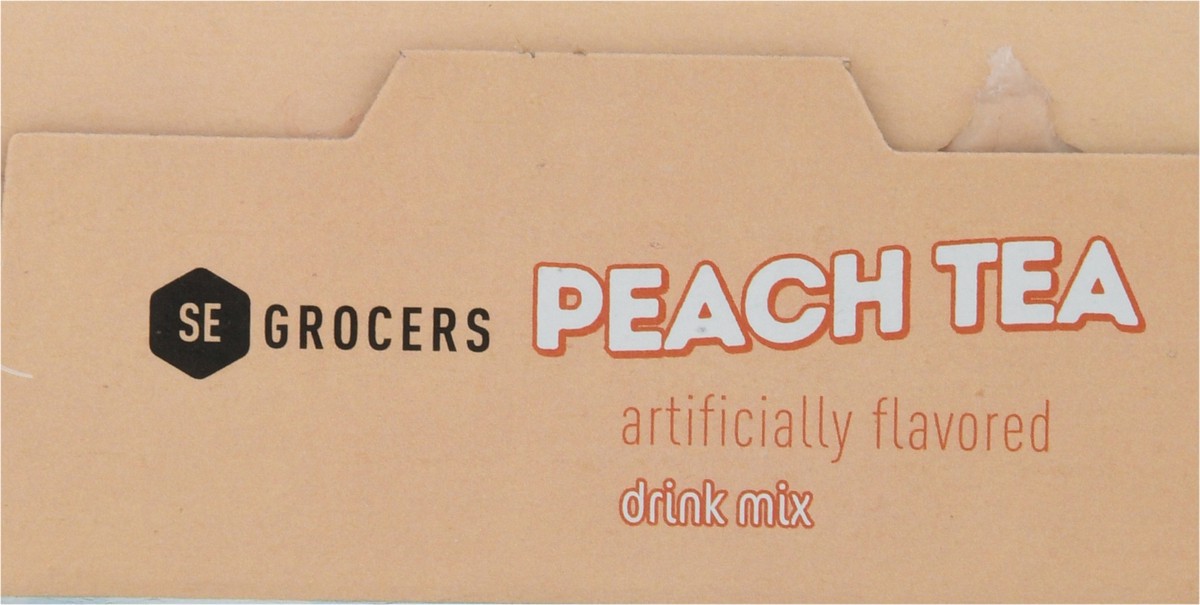 SE GROCERS
PEACH TEA
artificially flavored
drink mix